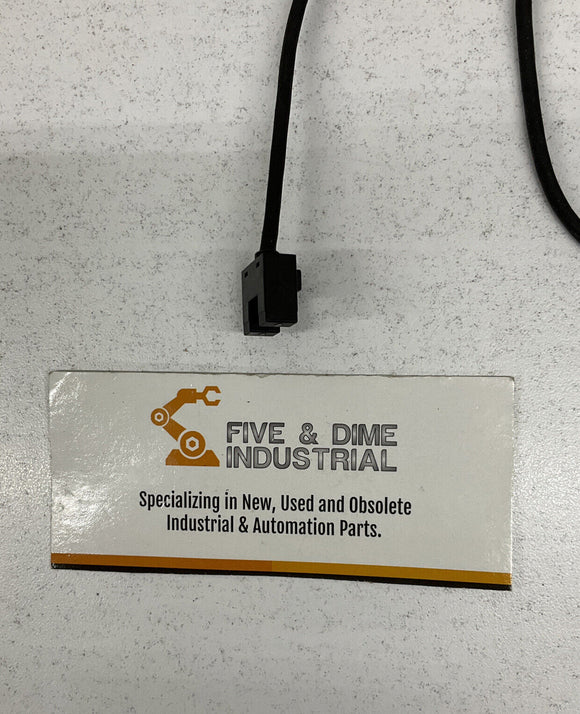 FIVE & DIME
INDUSTRIAL
Specializing in New, Used and Obsolete
Industrial & Automation Parts.